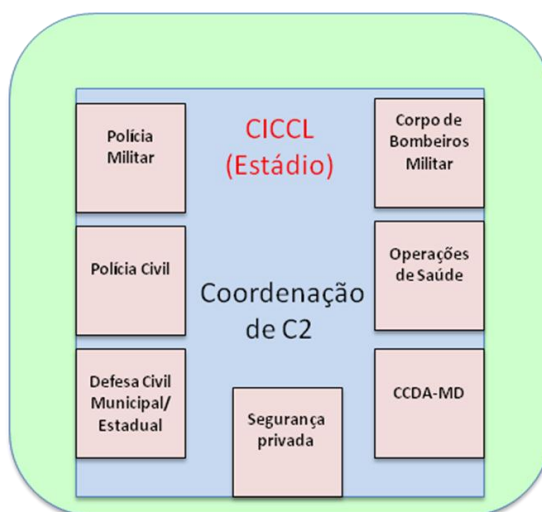 Polícia
Militar
CICCL
(Estádio)
Corpo de
Bombeiros
Militar
Polícia Civil
Operações
de Saúde
Coordenação
de C2
Defesa Civil
Municipal/
Estadual
Segurança
privada
CCDA-MD